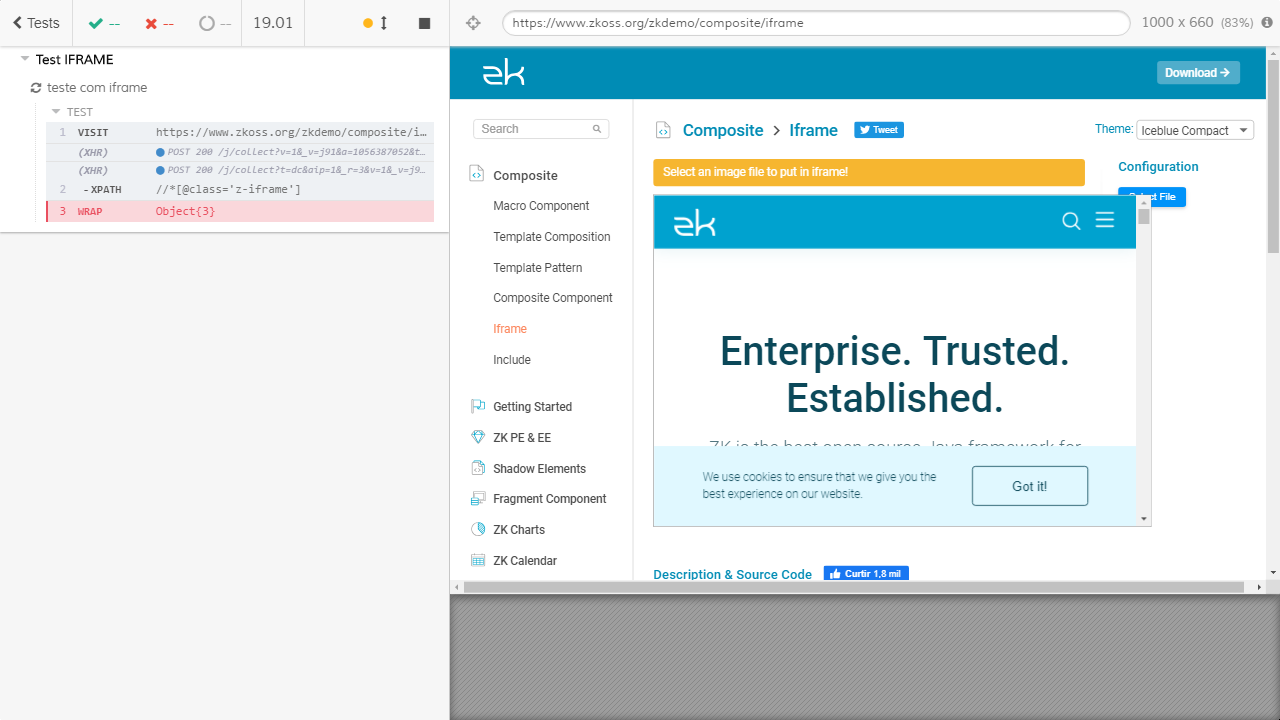 Tests
--
--
--
19.01
https://www.zkoss.org/zkdemo/composite/iframe
1000 x 660 (83%)
Test IFRAME
teste com iframe
TEST
1 VISIT https://www.zkoss.org/zkdemo/composite/i…
(XHR) POST 200 /j/collect?v=1&_v=j91&a=1056387052&t…
(XHR) POST 200 /j/collect?t=dc&aip=1&_r=3&v=1&_v=j9…
2 -XPATH //*[@class='z-iframe']
3 WRAP Object{3}
zk
Download
Search
Composite
Macro Component
Template Composition
Template Pattern
Composite Component
Iframe
Include
Getting Started
ZK PE & EE
Shadow Elements
Fragment Component
ZK Charts
ZK Calendar
Composite > Iframe
Tweet
Theme: Iceblue Compact
Select an image file to put in iframe!
Configuration
Select File
zk
Enterprise. Trusted.
Established.
ZK is the best open source Java framework for
We use cookies to ensure that we give you the
best experience on our website.
Got it!
Description & Source Code
Curtir 1,8 mil